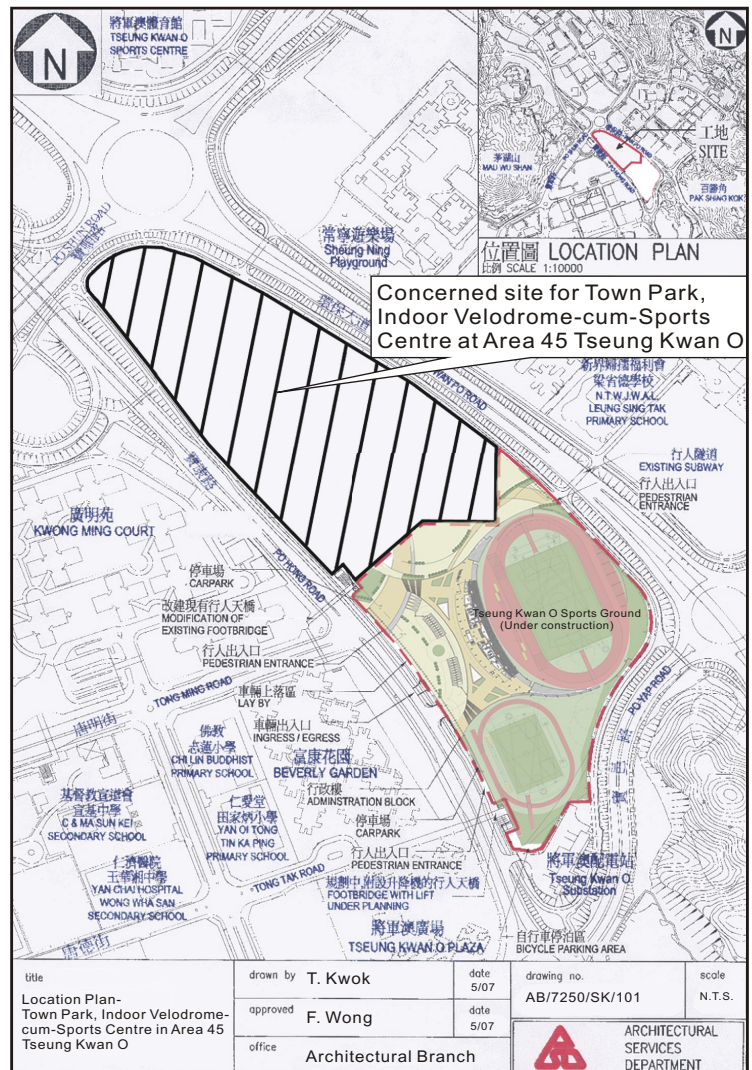 N
將軍澳體育館
TSEUNG KWAN O
SPORTS CENTRE
N
工地
SITE
茅湖山
MAU WU SHAN
百勝角
PAK SHING KOK
位置圖 LOCATION PLAN
比例 SCALE 1:10000
PO SHUN ROAD
寶順路
常寧遊樂場
Sheung Ning
Playground
環保大道
Concerned site for Town Park,
Indoor Velodrome-cum-Sports
Centre at Area 45 Tseung Kwan O
WAN PO ROAD
新界婦孺福利會
梁省德學校
N.T.W.J.W.A.L.
LEUNG SING TAK
PRIMARY SCHOOL
行人隧道
EXISTING SUBWAY
行人出入口
PEDESTRIAN
ENTRANCE
寶康路
廣明苑
KWONG MING COURT
PO HONG ROAD
停車場
CARPARK
改建現有行人天橋
MODIFICATION OF
EXISTING FOOTBRIDGE
行人出入口
PEDESTRIAN ENTRANCE
Tseung Kwan O Sports Ground
(Under construction)
TONG MING ROAD
唐明街
車輛上落區
LAY BY
車輛出入口
INGRESS / EGRESS
PO YAP ROAD
寶邑路
佛教
志蓮小學
CHI LIN BUDDHIST
PRIMARY SCHOOL
富康花園
BEVERLY GARDEN
行政樓
ADMINSTRATION BLOCK
基督教宣道會
宣基中學
C & MA SUN KEI
SECONDARY SCHOOL
仁愛堂
田家炳小學
YAN OI TONG
TIN KA PING
PRIMARY SCHOOL
停車場
CARPARK
行人出入口
PEDESTRIAN ENTRANCE
仁濟醫院
王華湘中學
YAN CHAI HOSPITAL
WONG WHA SAN
SECONDARY SCHOOL
TONG TAK ROAD
規劃中附設升降機的行人天橋
FOOTBRIDGE WITH LIFT
UNDER PLANNING
將軍澳配電站
Tseung Kwan O
Substation
唐德街
將軍澳廣場
TSEUNG KWAN O PLAZA
自行車停泊區
BICYCLE PARKING AREA
title
Location Plan-
Town Park, Indoor Velodrome-
cum-Sports Centre in Area 45
Tseung Kwan O
drawn by T. Kwok
date
5/07
approved F. Wong
date
5/07
office Architectural Branch
drawing no.
AB/7250/SK/101
scale
N.T.S.
ARCHITECTURAL
SERVICES
DEPARTMENT